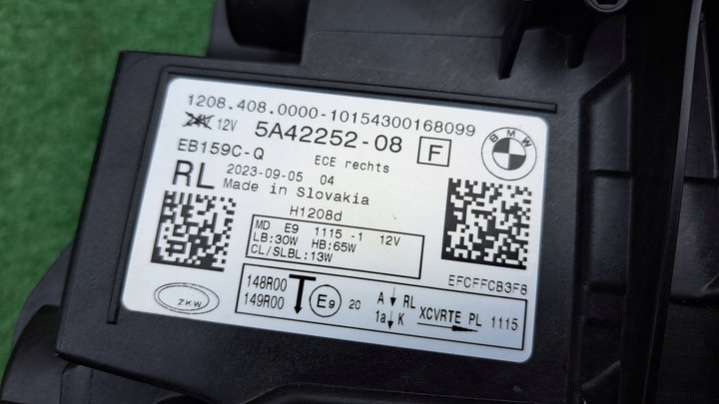 1208.408.0000-10154300168099
24V 12V 5A42252-08 F
BMW
EB159C-Q ECE rechts
RL 2023-09-05 04
Made in Slovakia
H1208d
MD E9 1115 -1 12V
LB:30W HB:65W
CL/SLBL:13W
EFCFFCB3F8
ZKW
148R00
149R00
E9 20
A↓ RL
1a↓ K XCVRTE PL 1115